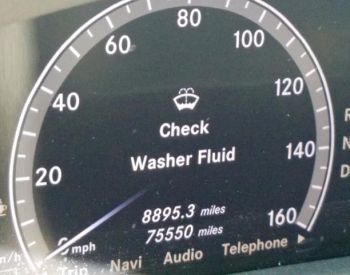 80
100
60
120
40
Check
140
Washer Fluid
20
8895.3 miles
160
75550 miles
0 mph
Trip Navi Audio Telephone
R
N
D